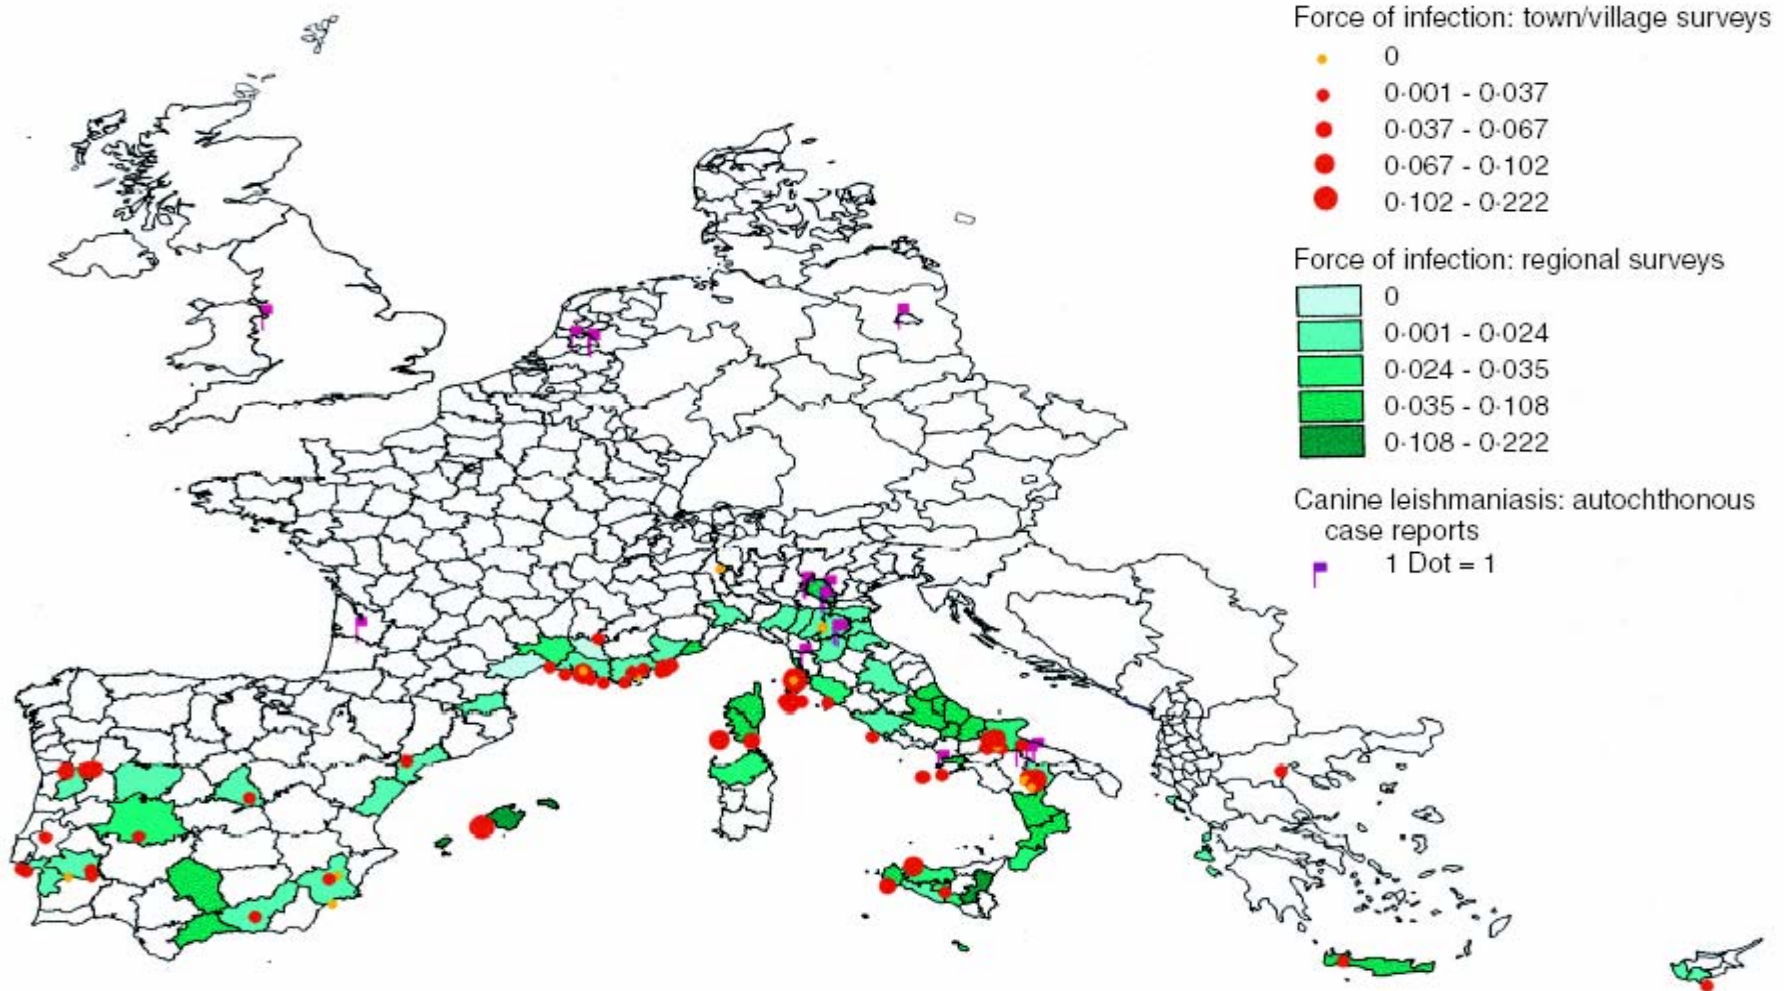 Force of infection: town/village surveys
0
0·001 - 0·037
0·037 - 0·067
0·067 - 0·102
0·102 - 0·222
Force of infection: regional surveys
0
0·001 - 0·024
0·024 - 0·035
0·035 - 0·108
0·108 - 0·222
Canine leishmaniasis: autochthonous
case reports
1 Dot = 1